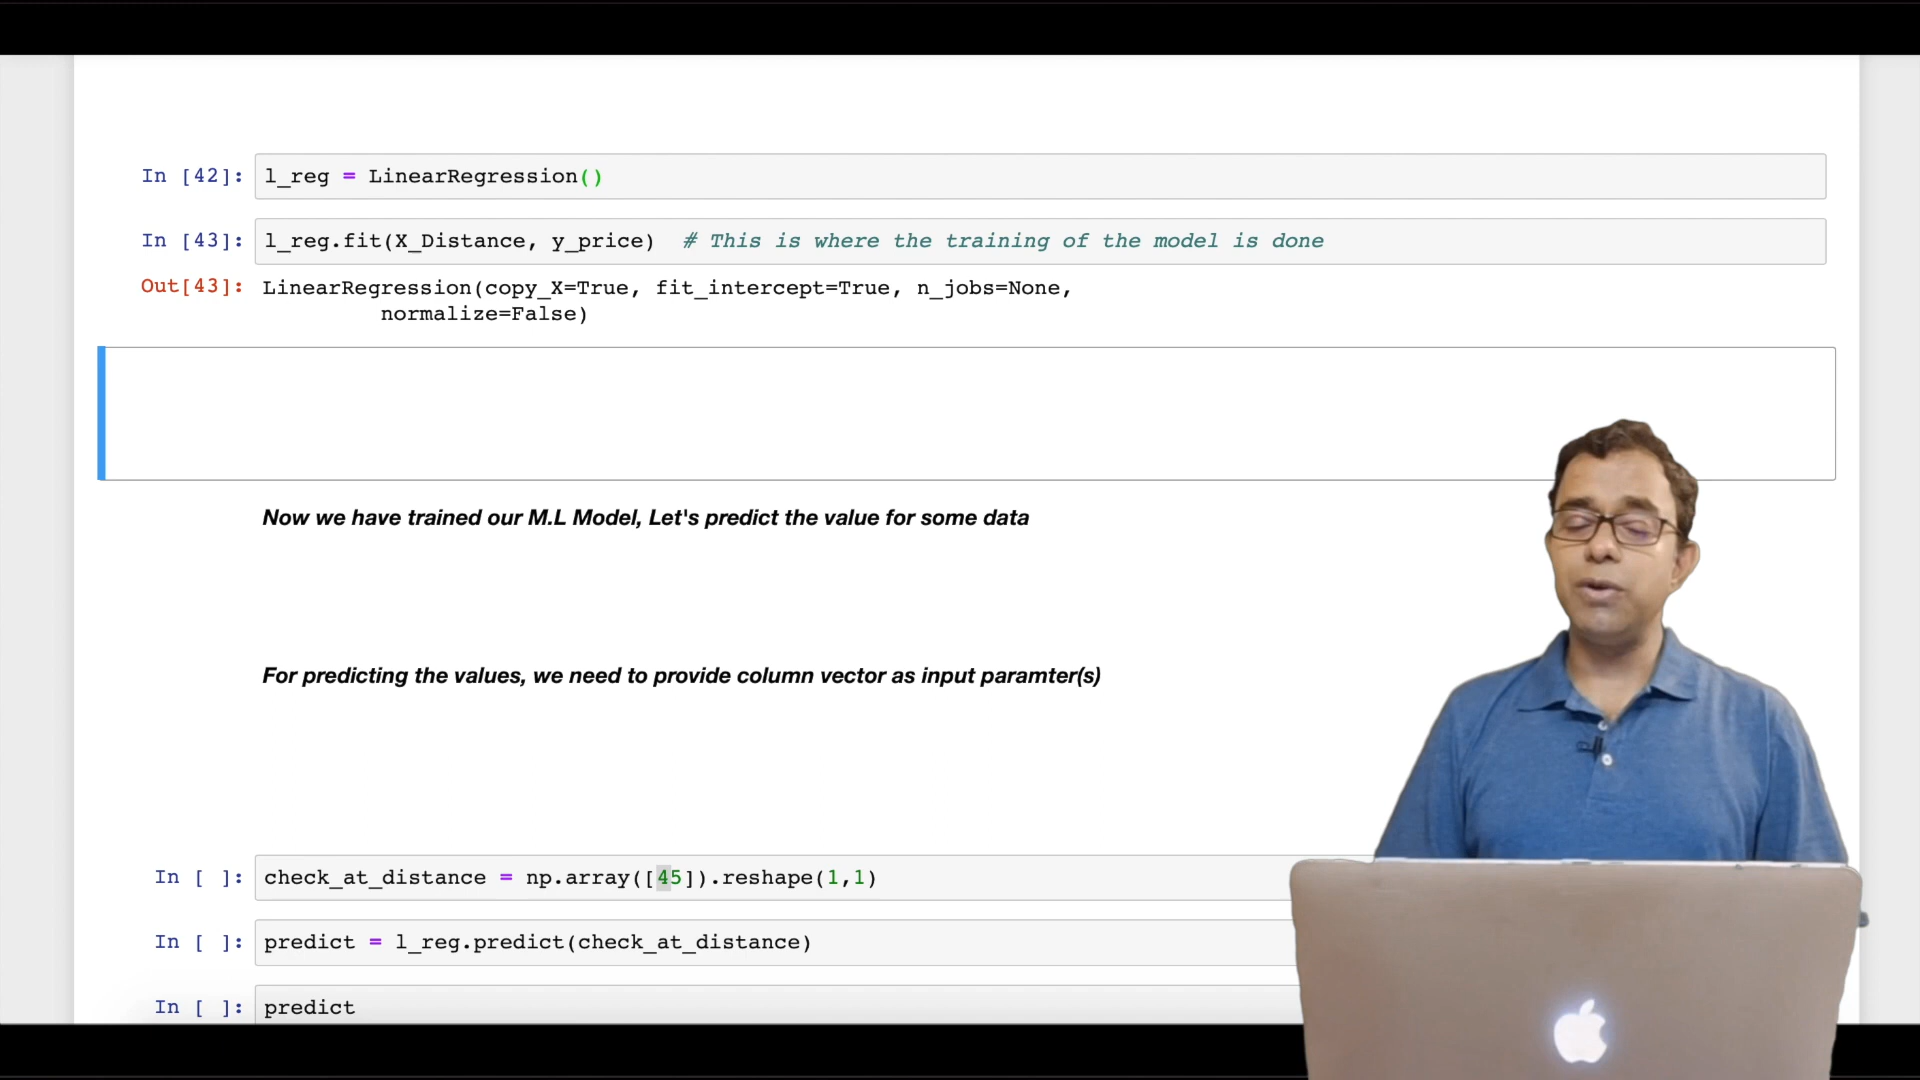 In [42]: l_reg = LinearRegression()
In [43]: l_reg.fit(X_Distance, y_price)  # This is where the training of the model is done
Out[43]: LinearRegression(copy_X=True, fit_intercept=True, n_jobs=None,
normalize=False)
Now we have trained our M.L Model, Let's predict the value for some data
For predicting the values, we need to provide column vector as input paramter(s)
In [ ]: check_at_distance = np.array([45]).reshape(1,1)
In [ ]: predict = l_reg.predict(check_at_distance)
In [ ]: predict